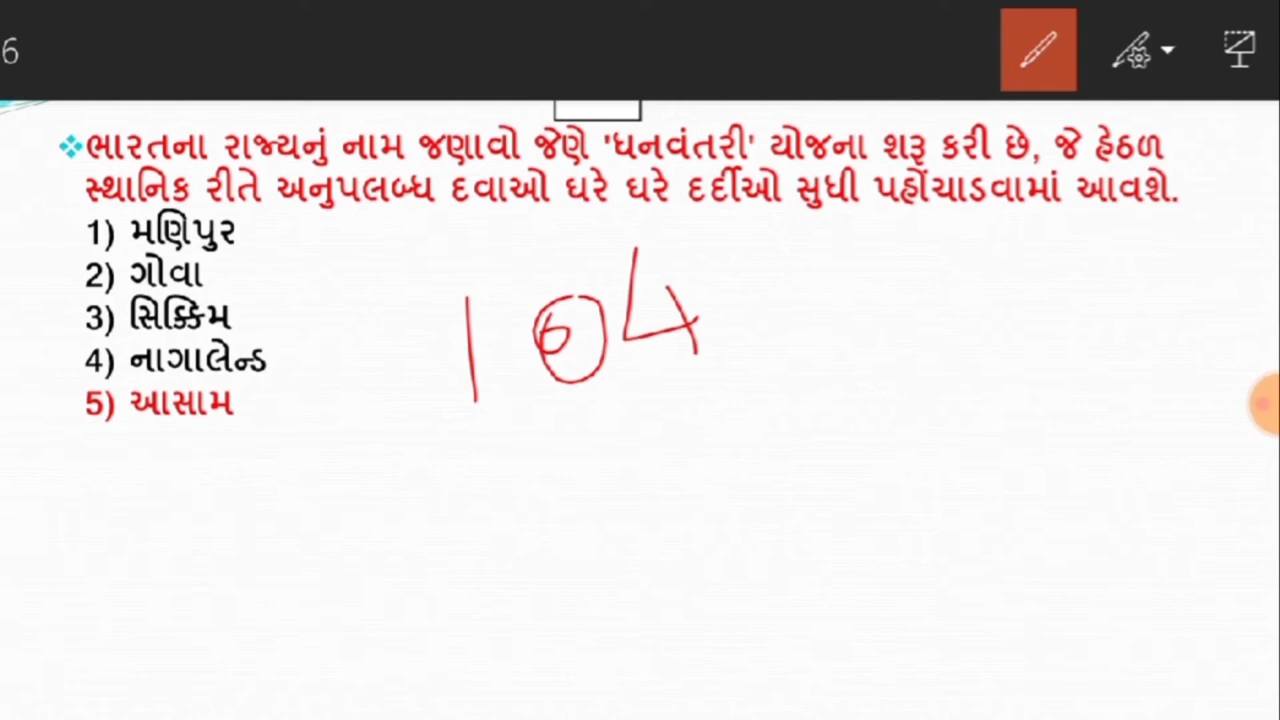 6
ભારતના રાજ્યનું નામ જણાવો જેણે 'ધનવંતરી' યોજના શરૂ કરી છે, જે હેઠળ
સ્થાનિક રીતે અનુપલબ્ધ દવાઓ ઘરે ઘરે દર્દીઓ સુધી પહોંચાડવામાં આવશે.
1) મણિપુર
2) ગોવા
3) સિક્કિમ
4) નાગાલેન્ડ
5) આસામ
104